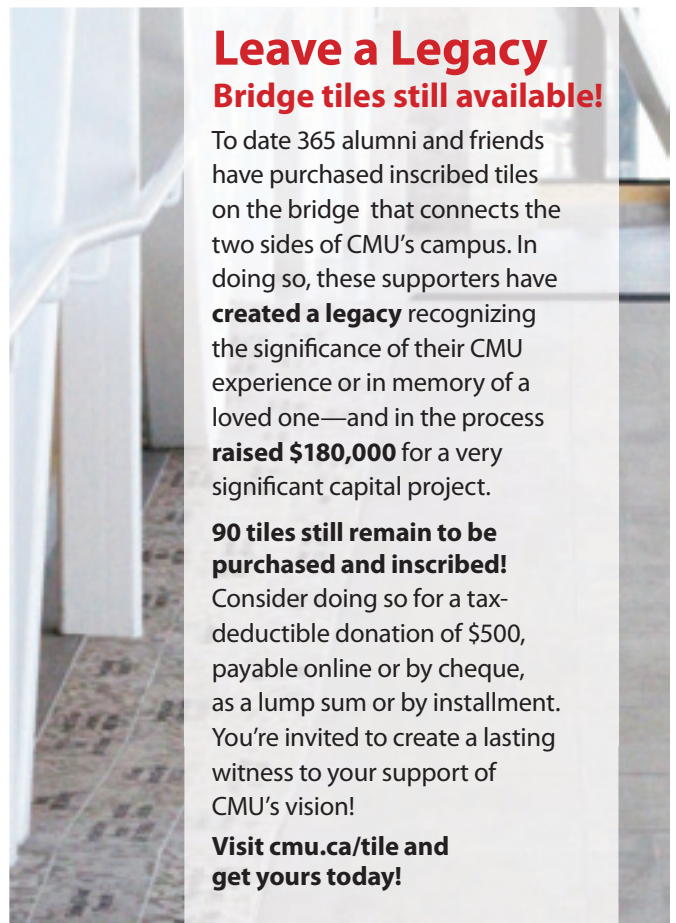 Leave a Legacy
Bridge tiles still available!
To date 365 alumni and friends
have purchased inscribed tiles
on the bridge  that connects the
two sides of CMU's campus. In
doing so, these supporters have
created a legacy recognizing
the significance of their CMU
experience or in memory of a
loved one—and in the process
raised $180,000 for a very
significant capital project.
90 tiles still remain to be
purchased and inscribed!
Consider doing so for a tax-
deductible donation of $500,
payable online or by cheque,
as a lump sum or by installment.
You're invited to create a lasting
witness to your support of
CMU's vision!
Visit cmu.ca/tile and
get yours today!